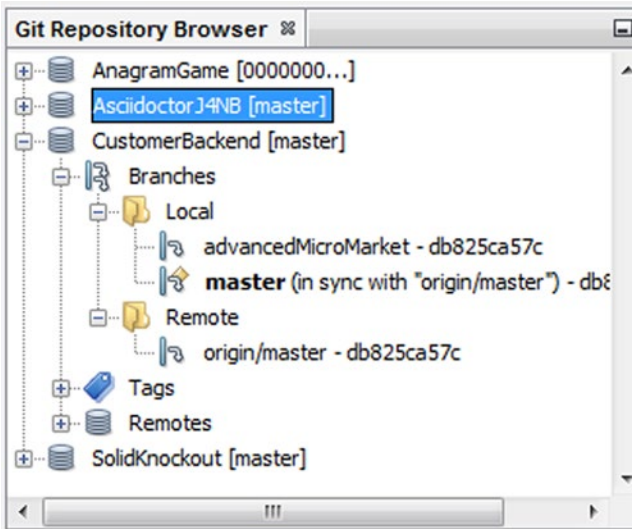 Git Repository Browser
AnagramGame [0000000...]
AsciidoctorJ4NB [master]
CustomerBackend [master]
Branches
Local
advancedMicroMarket - db825ca57c
master (in sync with "origin/master") - db8
Remote
origin/master - db825ca57c
Tags
Remotes
SolidKnockout [master]